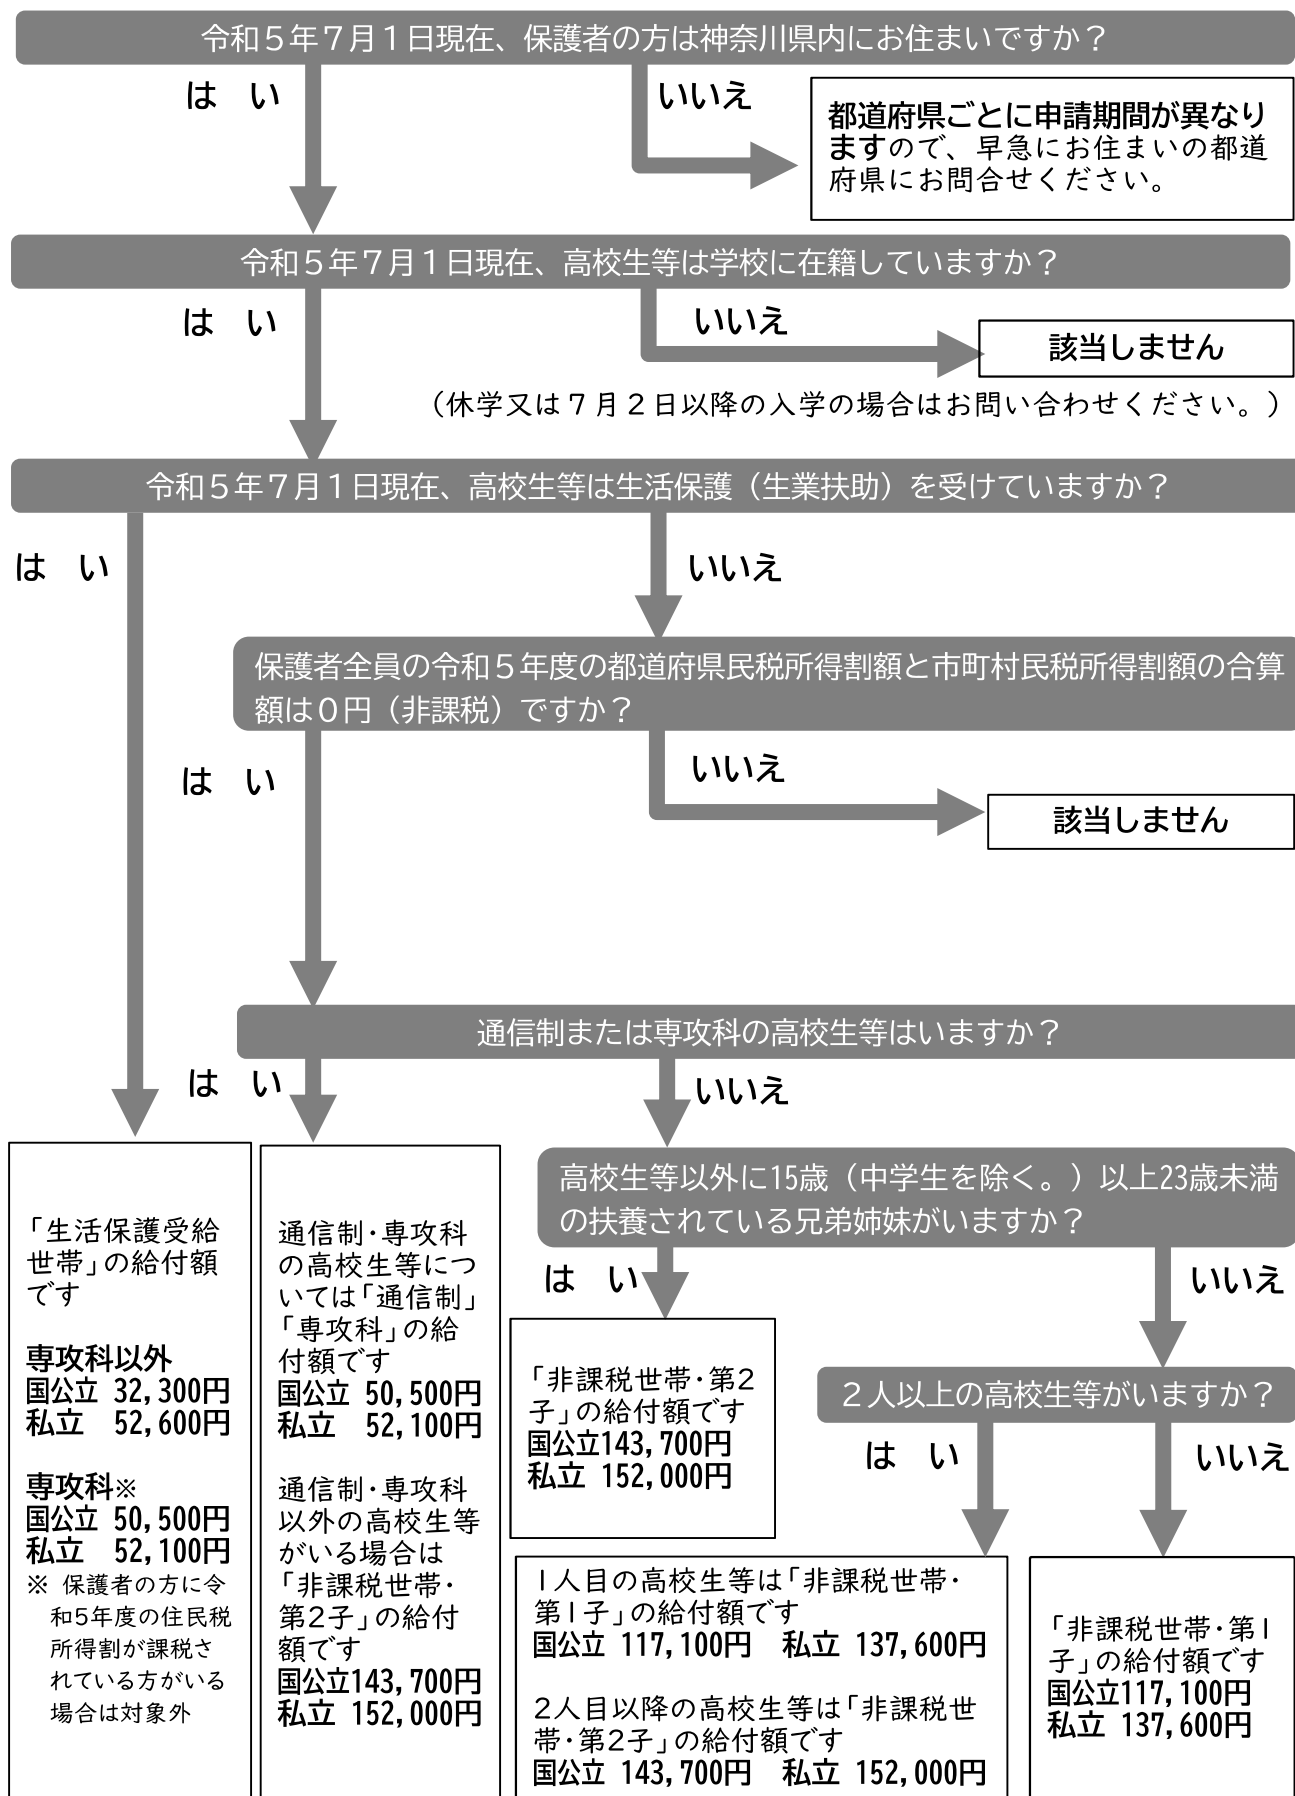 令和５年７月１日現在、保護者の方は神奈川県内にお住まいですか？
は　い
いいえ
都道府県ごとに申請期間が異なり
ますので、早急にお住まいの都道
府県にお問合せください。
令和５年７月１日現在、高校生等は学校に在籍していますか？
は　い
いいえ
該当しません
（休学又は７月２日以降の入学の場合はお問い合わせください。）
令和５年７月１日現在、高校生等は生活保護（生業扶助）を受けていますか？
は　い
いいえ
保護者全員の令和５年度の都道府県民税所得割額と市町村民税所得割額の合算
額は０円（非課税）ですか？
は　い
いいえ
該当しません
通信制または専攻科の高校生等はいますか？
は　い
いいえ
「生活保護受給
世帯」の給付額
です
専攻科以外
国公立 32,300円
私立　52,600円
専攻科※
国公立 50,500円
私立　52,100円
※ 保護者の方に令
和5年度の住民税
所得割が課税さ
れている方がいる
場合は対象外
通信制・専攻科
の高校生等につ
いては「通信制」
「専攻科」の給
付額です
国公立 50,500円
私立　52,100円
通信制・専攻科
以外の高校生等
がいる場合は
「非課税世帯・
第2子」の給付
額です
国公立143,700円
私立 152,000円
高校生等以外に15歳（中学生を除く。）以上23歳未満
の扶養されている兄弟姉妹がいますか？
は　い
いいえ
「非課税世帯・第2
子」の給付額です
国公立143,700円
私立 152,000円
２人以上の高校生等がいますか？
は　い
いいえ
1人目の高校生等は「非課税世帯・
第1子」の給付額です
国公立 117,100円　私立 137,600円
2人目以降の高校生等は「非課税世
帯・第2子」の給付額です
国公立 143,700円　私立 152,000円
「非課税世帯・第1
子」の給付額です
国公立117,100円
私立 137,600円